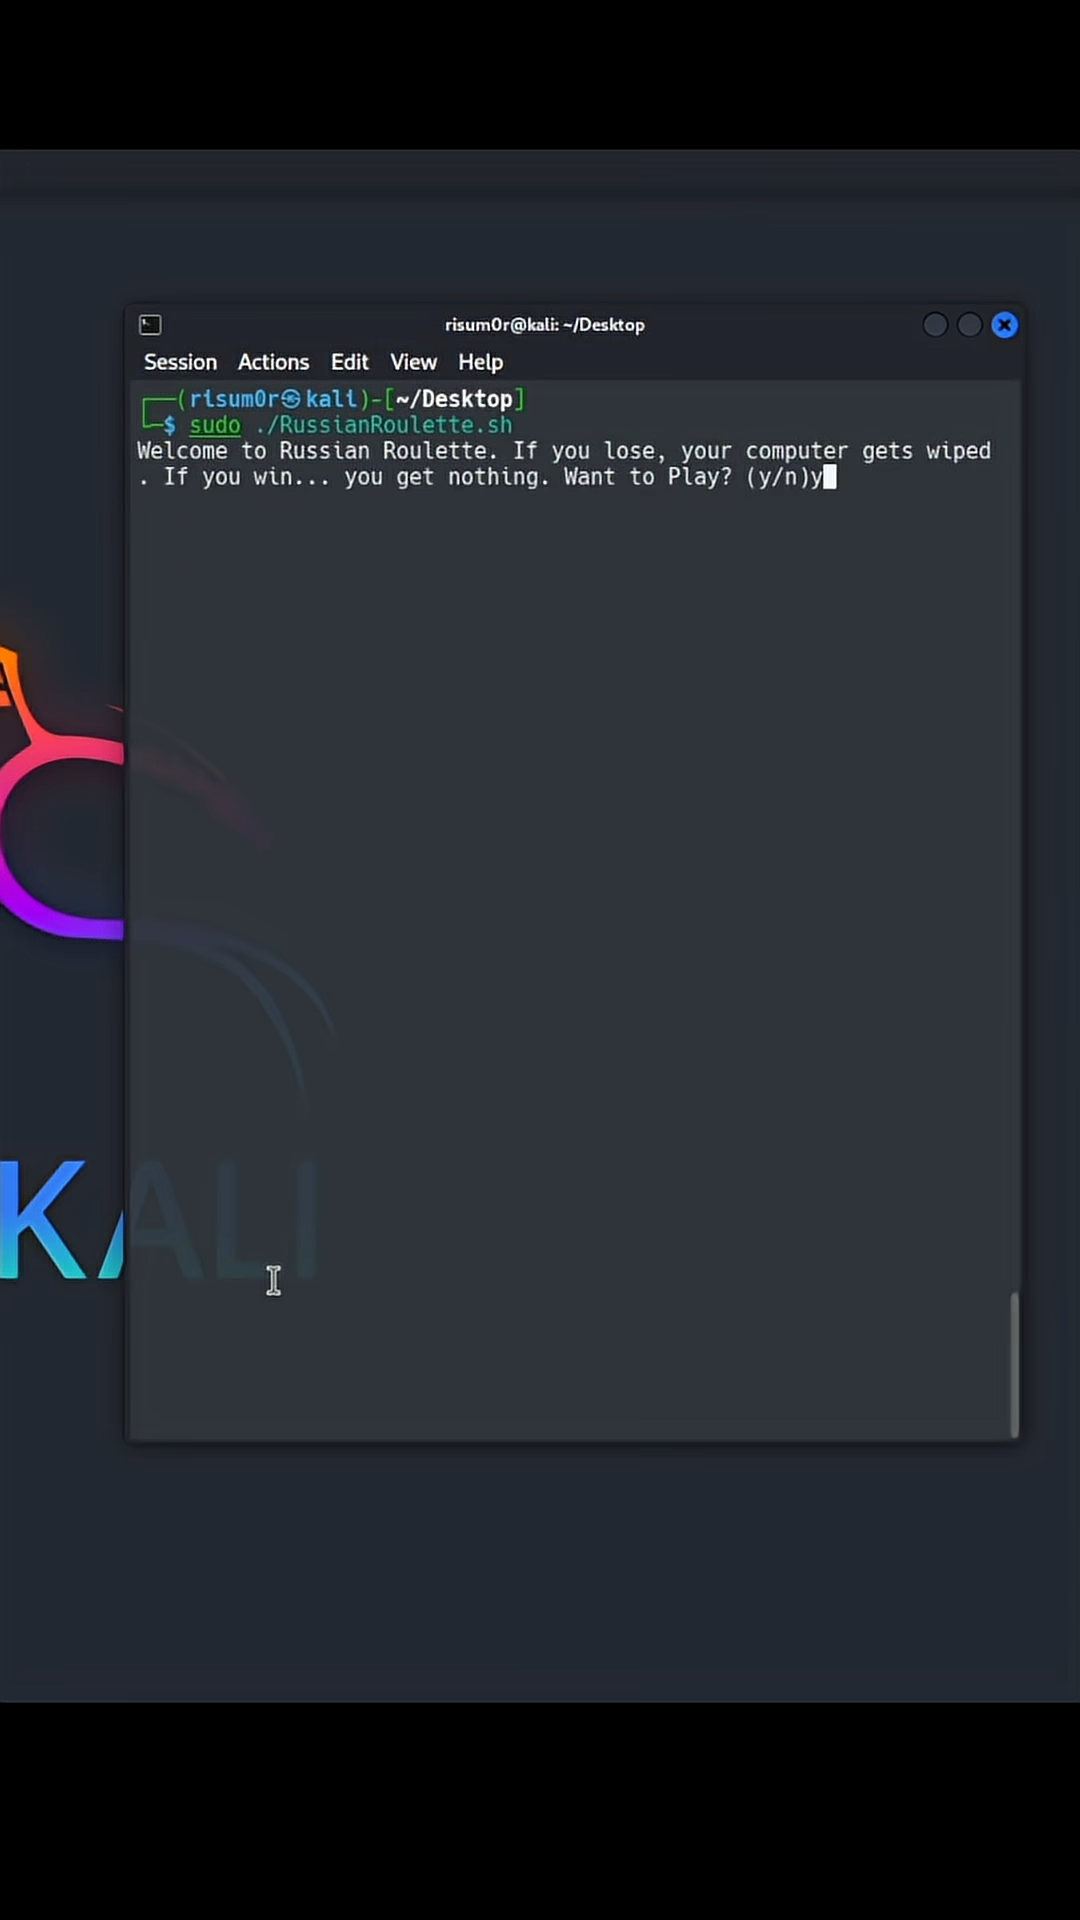 risum0r@kali: ~/Desktop
Session Actions Edit View Help
┌──(risum0r㉿kali)-[~/Desktop]
└─$ sudo ./RussianRoulette.sh
Welcome to Russian Roulette. If you lose, your computer gets wiped
. If you win... you get nothing. Want to Play? (y/n)y
KALI